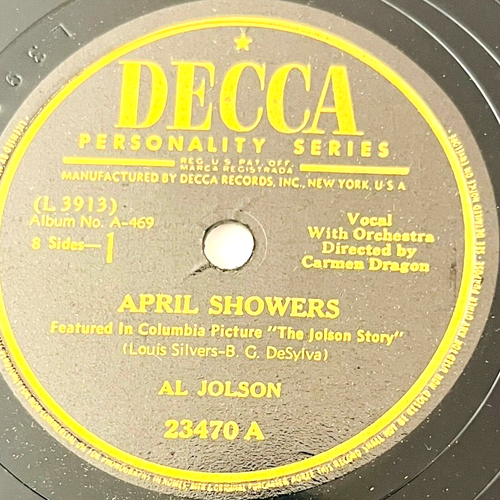 DECCA
PERSONALITY SERIES
REG. U.S. PAT. OFF.
MARCA REGISTRADA
MANUFACTURED BY DECCA RECORDS, INC., NEW YORK, U S A
(L 3913)
Album No. A-469
8 Sides—1
Vocal
With Orchestra
Directed by
Carmen Dragon
APRIL SHOWERS
Featured In Columbia Picture "The Jolson Story"
(Louis Silvers-B. G. DeSylva)
AL JOLSON
23470 A